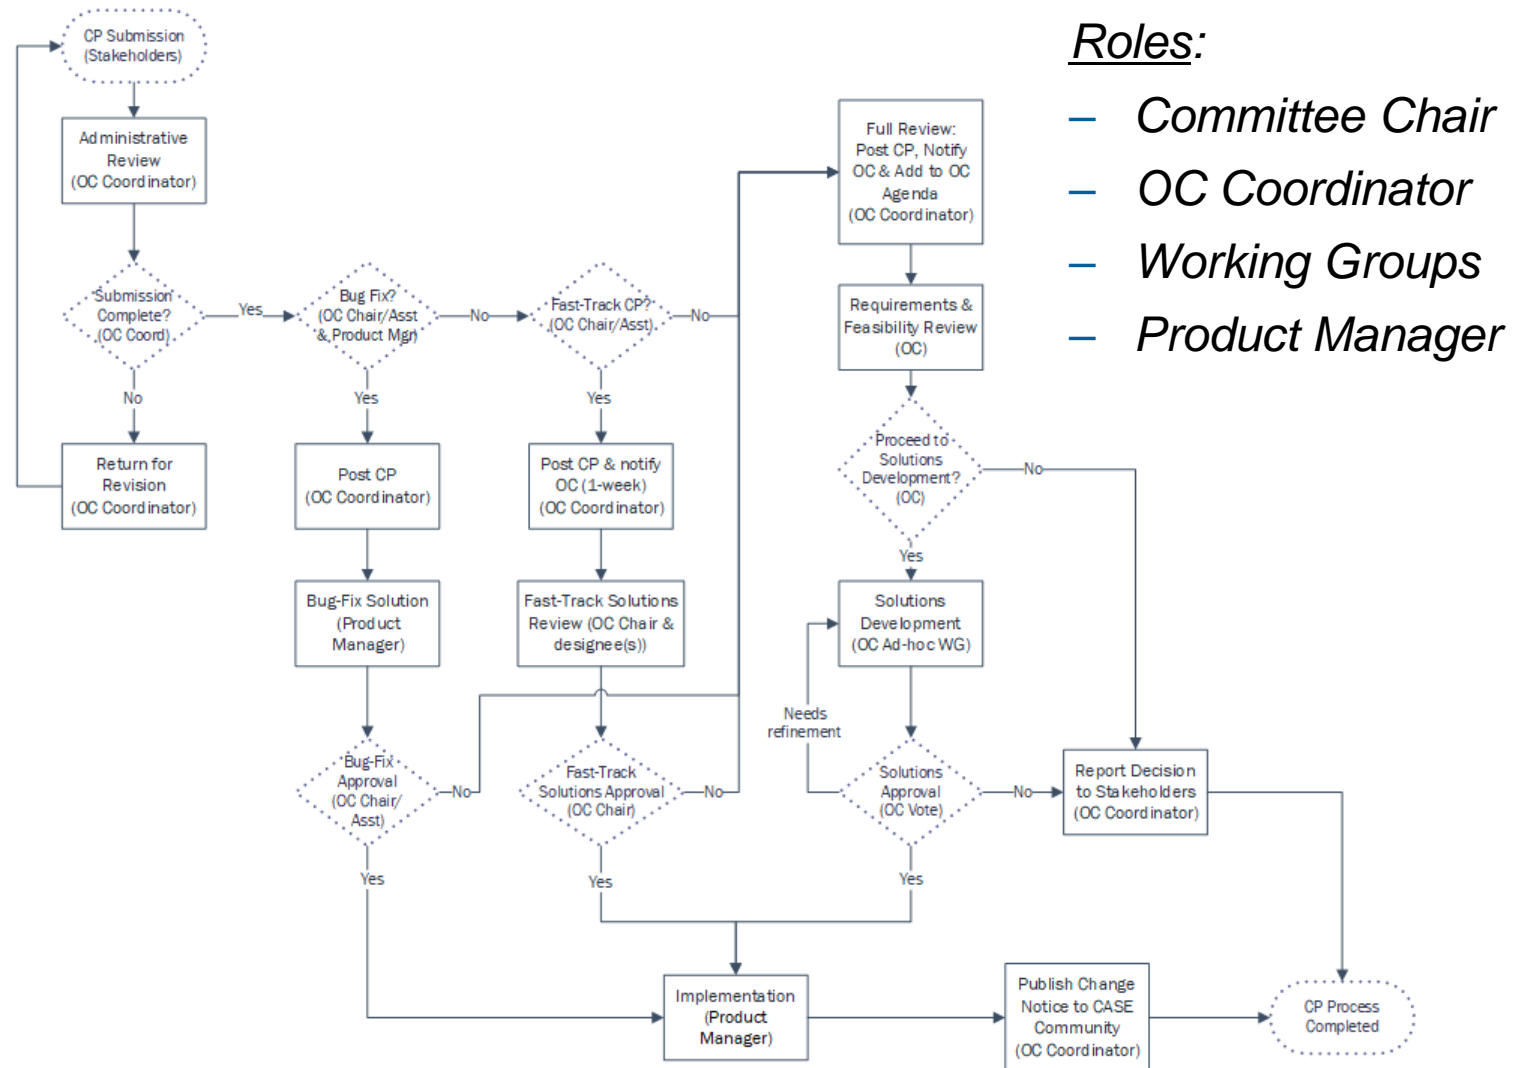 CP Submission
(Stakeholders)
Administrative
Review
(OC Coordinator)
Submission
Complete?
(OC Coord)
Yes
No
Return for
Revision
(OC Coordinator)
Bug Fix?
(OC Chair/Asst
& Product Mgr)
No
Yes
Post CP
(OC Coordinator)
Bug-Fix Solution
(Product
Manager)
Bug-Fix
Approval
(OC Chair/
Asst)
No
Yes
Fast-Track CP?
(OC Chair/Asst)
No
Yes
Post CP & notify
OC (1-week)
(OC Coordinator)
Fast-Track Solutions
Review (OC Chair &
designee(s))
Fast-Track
Solutions Approval
(OC Chair)
No
Yes
Full Review:
Post CP, Notify
OC & Add to OC
Agenda
(OC Coordinator)
Requirements &
Feasibility Review
(OC)
Proceed to
Solutions
Development?
(OC)
No
Yes
Solutions
Development
(OC Ad-hoc WG)
Needs
refinement
Solutions
Approval
(OC Vote)
No
Yes
Report Decision
to Stakeholders
(OC Coordinator)
Implementation
(Product
Manager)
Publish Change
Notice to CASE
Community
(OC Coordinator)
CP Process
Completed
Roles:
– Committee Chair
– OC Coordinator
– Working Groups
– Product Manager